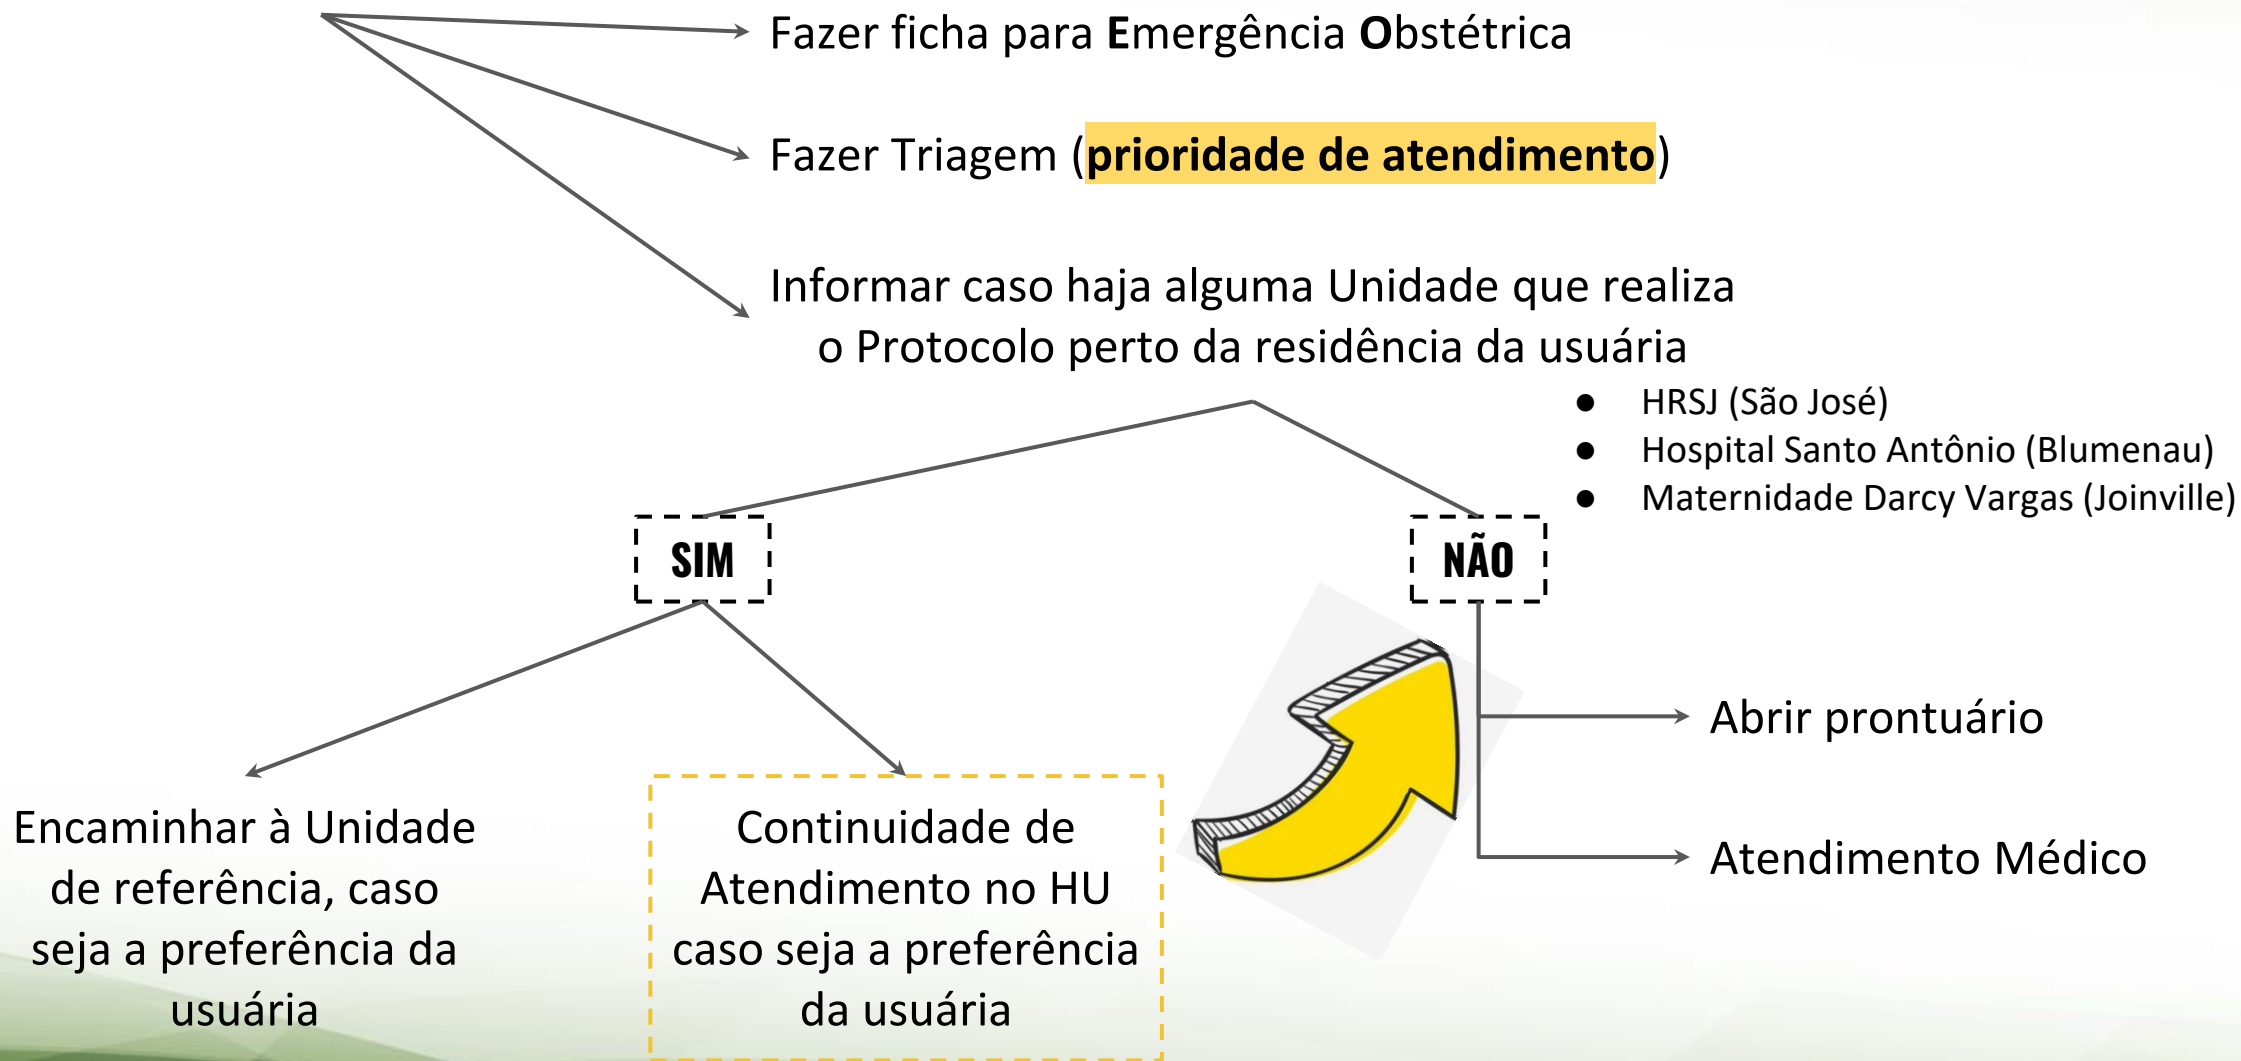 Fazer ficha para Emergência Obstétrica
Fazer Triagem (prioridade de atendimento)
Informar caso haja alguma Unidade que realiza
o Protocolo perto da residência da usuária
● HRSJ (São José)
● Hospital Santo Antônio (Blumenau)
● Maternidade Darcy Vargas (Joinville)
SIM
NÃO
Encaminhar à Unidade
de referência, caso
seja a preferência da
usuária
Continuidade de
Atendimento no HU
caso seja a preferência
da usuária
Abrir prontuário
Atendimento Médico